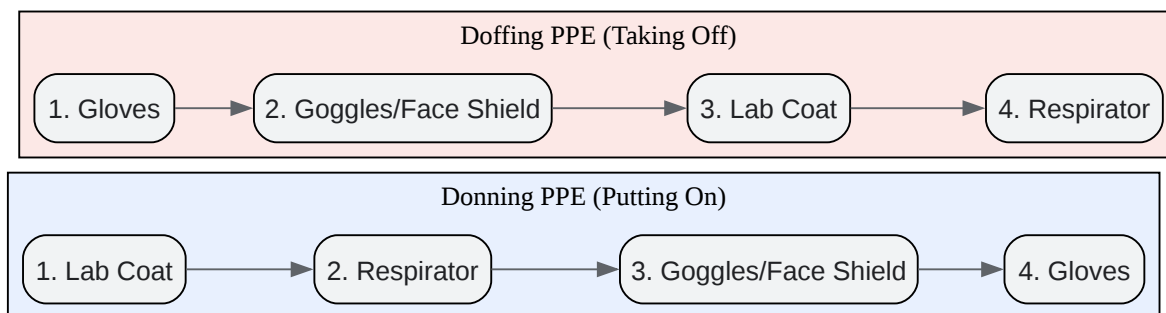 Doffing PPE (Taking Off)
1. Gloves
2. Goggles/Face Shield
3. Lab Coat
4. Respirator
Donning PPE (Putting On)
1. Lab Coat
2. Respirator
3. Goggles/Face Shield
4. Gloves